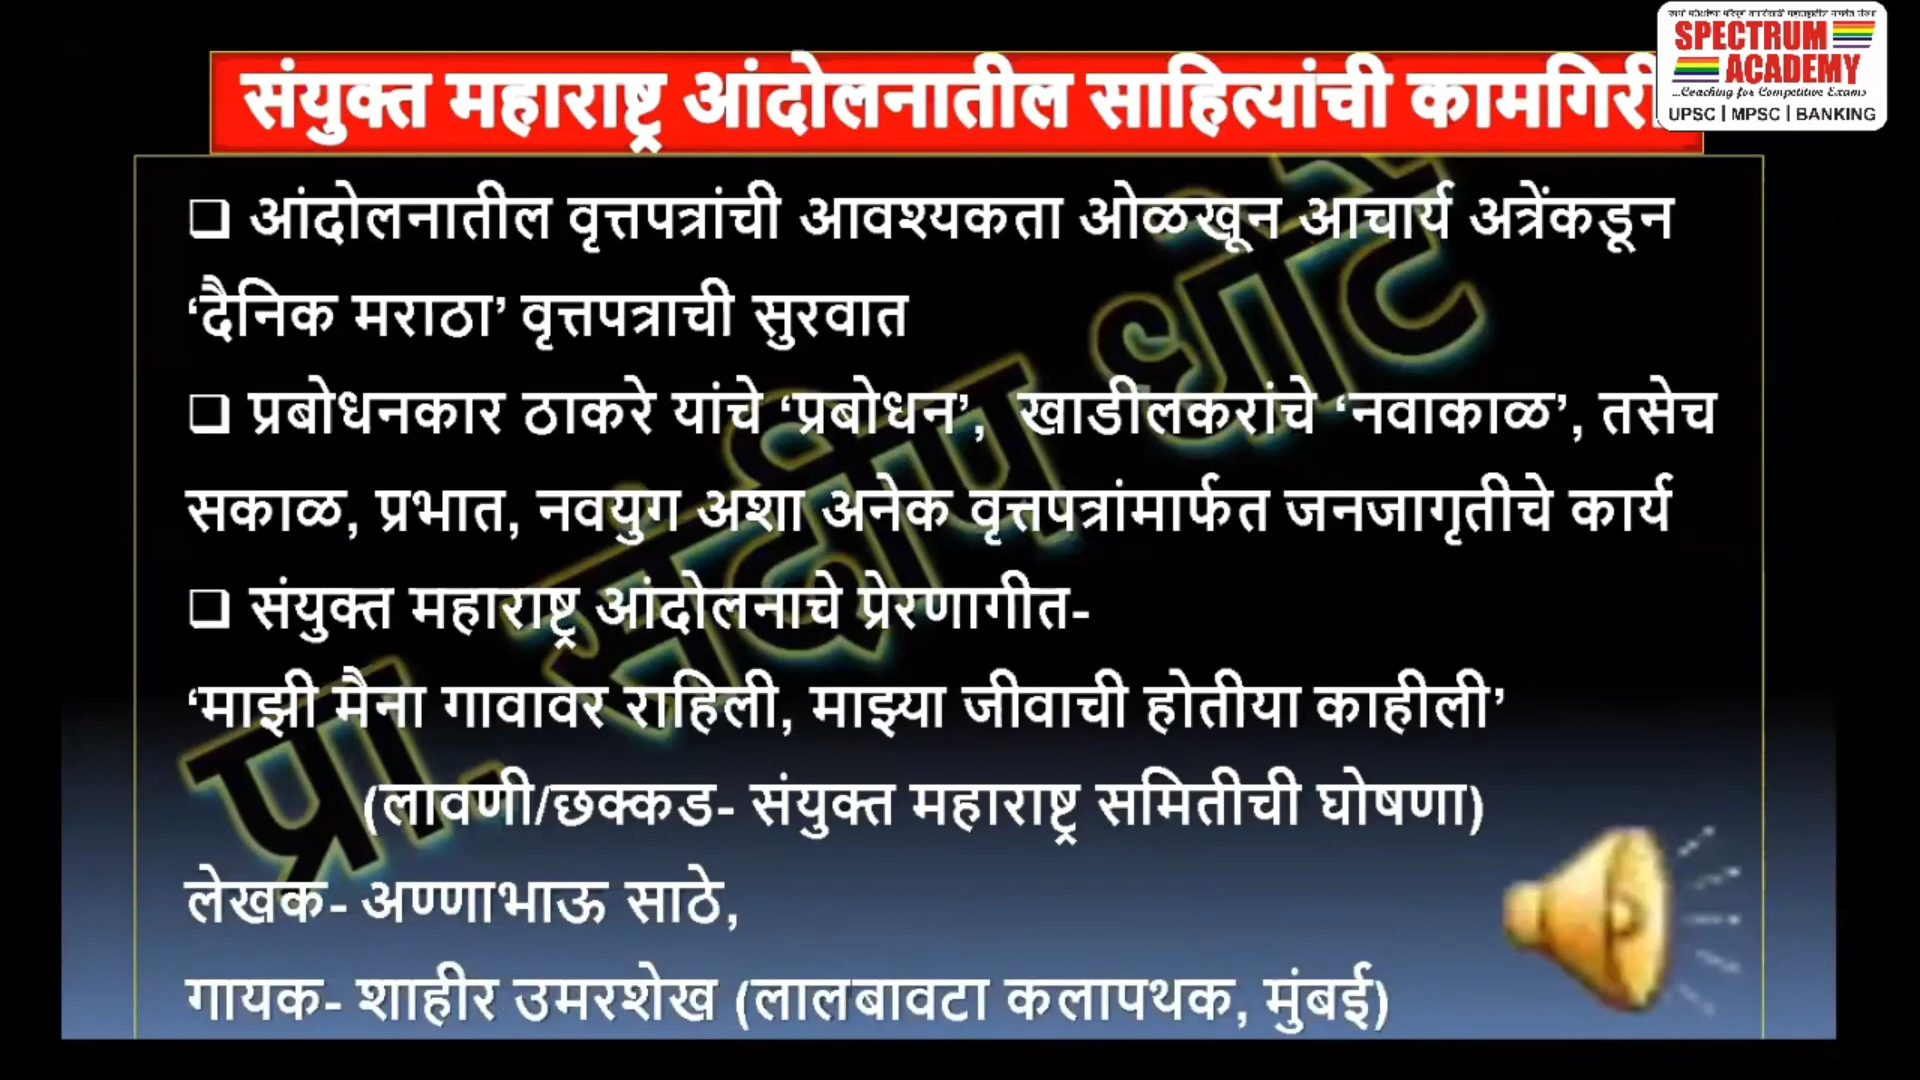 SPECTRUM
ACADEMY
...Coaching for Competitive Exams
UPSC | MPSC | BANKING
संयुक्त महाराष्ट्र आंदोलनातील साहित्यांची कामगिरी
❑ आंदोलनातील वृत्तपत्रांची आवश्यकता ओळखून आचार्य अत्रेंकडून
‘दैनिक मराठा’ वृत्तपत्राची सुरवात
❑ प्रबोधनकार ठाकरे यांचे ‘प्रबोधन’, खाडीलकरांचे ‘नवाकाळ’, तसेच
सकाळ, प्रभात, नवयुग अशा अनेक वृत्तपत्रांमार्फत जनजागृतीचे कार्य
❑ संयुक्त महाराष्ट्र आंदोलनाचे प्रेरणागीत-
‘माझी मैना गावावर राहिली, माझ्या जीवाची होतीया काहीली’
(लावणी/छक्कड- संयुक्त महाराष्ट्र समितीची घोषणा)
लेखक- अण्णाभाऊ साठे,
गायक- शाहीर उमरशेख (लालबावटा कलापथक, मुंबई)
प्रा. संदीप धोटे